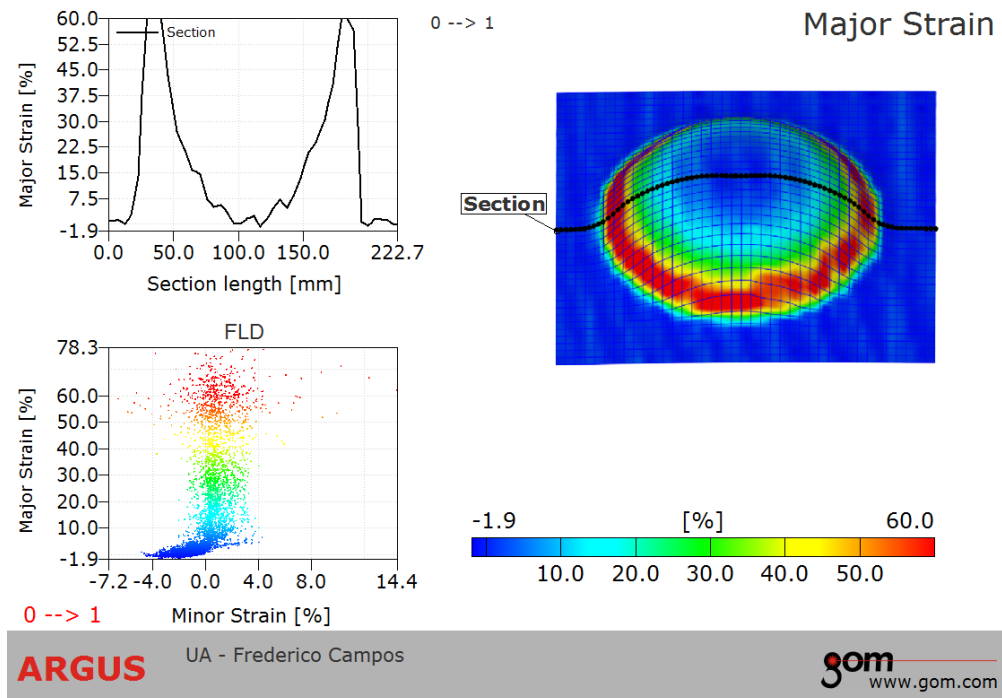 0 --> 1
Major Strain
60.0
52.5
45.0
37.5
30.0
22.5
15.0
7.5
-1.9
Major Strain [%]
Section
0.0 50.0 100.0 150.0 222.7
Section length [mm]
Section
FLD
78.3
60.0
50.0
40.0
30.0
20.0
10.0
-1.9
Major Strain [%]
-7.2 -4.0 0.0 4.0 8.0 14.4
0 --> 1
Minor Strain [%]
-1.9 [%] 60.0
10.0 20.0 30.0 40.0 50.0
ARGUS
UA - Frederico Campos
gom
www.gom.com